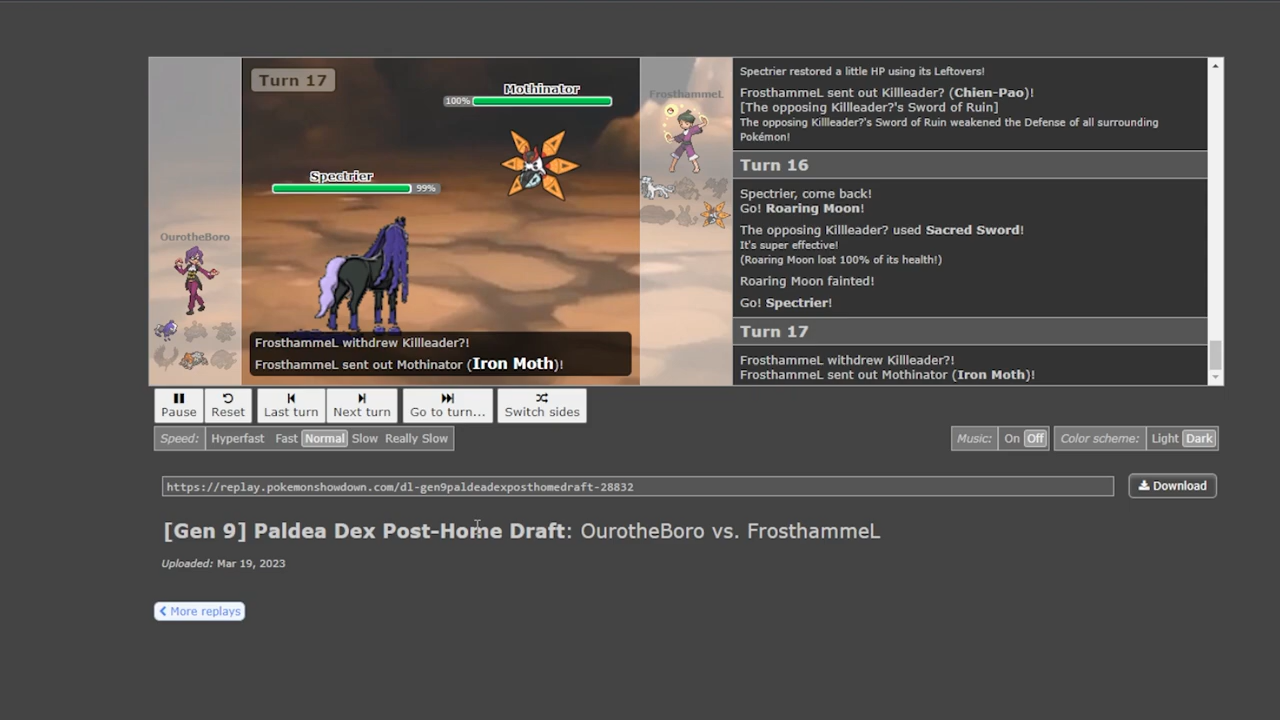 Turn 17
Mothinator
100%
Spectrier
99%
OurotheBoro
FrosthammeL withdrew Killleader?!
FrosthammeL sent out Mothinator (Iron Moth)!
FrosthammeL
Spectrier restored a little HP using its Leftovers!
FrosthammeL sent out Killleader? (Chien-Pao)!
[The opposing Killleader?'s Sword of Ruin]
The opposing Killleader?'s Sword of Ruin weakened the Defense of all surrounding
Pokémon!
Turn 16
Spectrier, come back!
Go! Roaring Moon!
The opposing Killleader? used Sacred Sword!
It's super effective!
(Roaring Moon lost 100% of its health!)
Roaring Moon fainted!
Go! Spectrier!
Turn 17
FrosthammeL withdrew Killleader?!
FrosthammeL sent out Mothinator (Iron Moth)!
Pause Reset Last turn Next turn Go to turn... Switch sides
Speed: Hyperfast Fast Normal Slow Really Slow Music: On Off Color scheme: Light Dark
https://replay.pokemonshowdown.com/dl-gen9paldeadexposthomedraft-28832 Download
[Gen 9] Paldea Dex Post-Home Draft: OurotheBoro vs. FrosthammeL
Uploaded: Mar 19, 2023
More replays